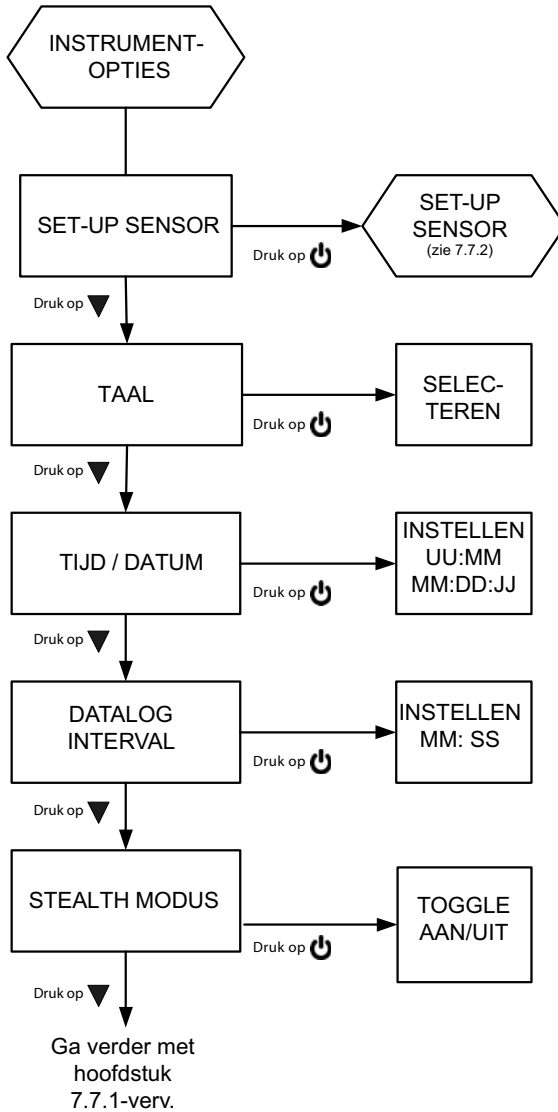 INSTRUMENT-
OPTIES
SET-UP SENSOR
Druk op
SET-UP
SENSOR
(zie 7.7.2)
Druk op
TAAL
Druk op
SELEC-
TEREN
Druk op
TIJD / DATUM
Druk op
INSTELLEN
UU:MM
MM:DD:JJ
Druk op
DATALOG
INTERVAL
Druk op
INSTELLEN
MM: SS
Druk op
STEALTH MODUS
Druk op
TOGGLE
AAN/UIT
Druk op
Ga verder met
hoofdstuk
7.7.1-verv.